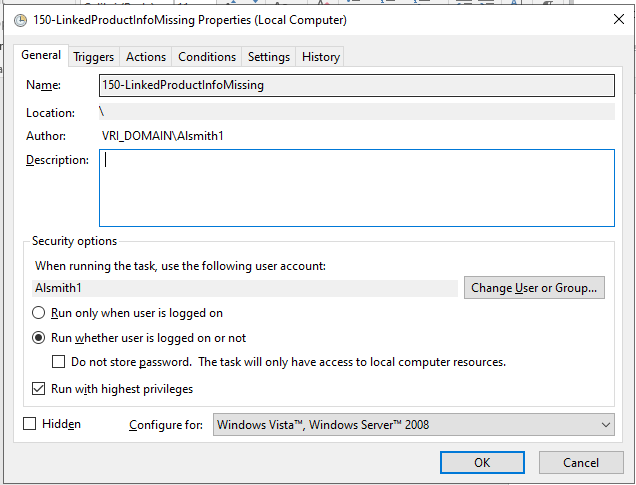 150-LinkedProductInfoMissing Properties (Local Computer)
General Triggers Actions Conditions Settings History
Name: 150-LinkedProductInfoMissing
Location: \
Author: VRI_DOMAIN\Alsmith1
Description:
Security options
When running the task, use the following user account:
Alsmith1 Change User or Group...
Run only when user is logged on
Run whether user is logged on or not
Do not store password. The task will only have access to local computer resources.
Run with highest privileges
Hidden Configure for: Windows Vista™, Windows Server™ 2008
OK Cancel